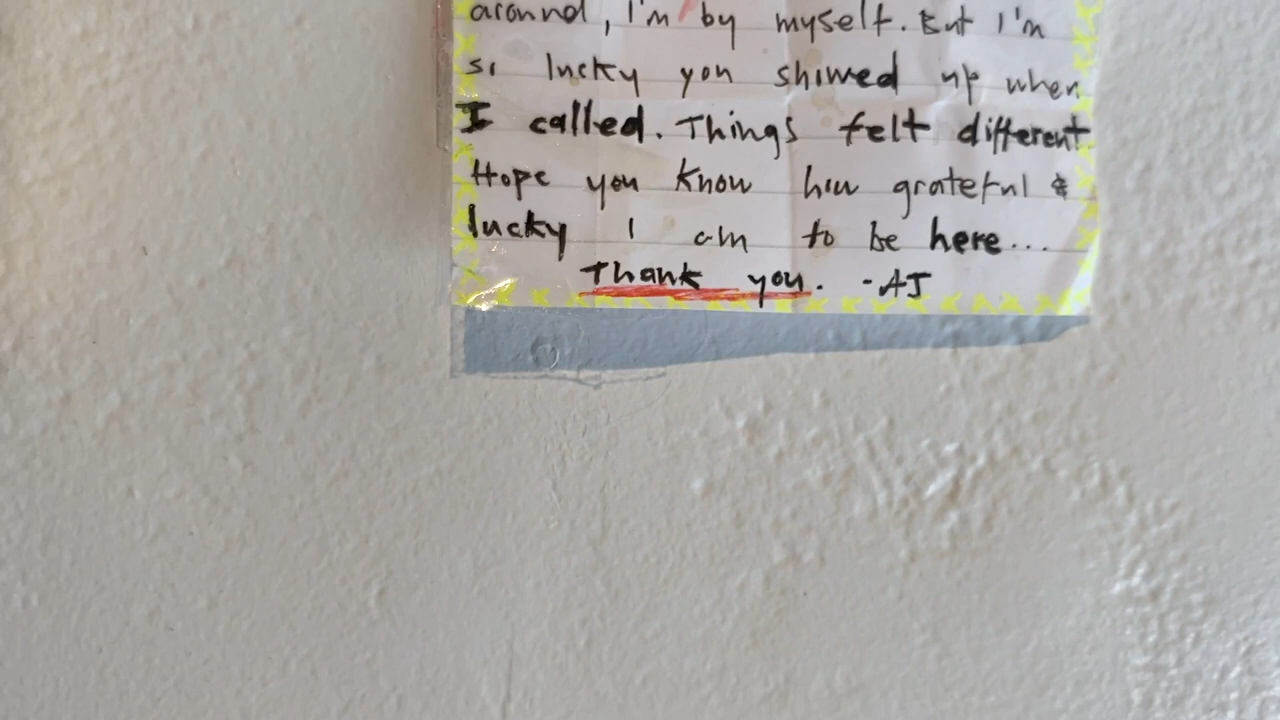 around, I'm by myself. But I'm
so lucky you showed up when
I called. Things felt different
Hope you know how grateful &
lucky I am to be here...
Thank you. -AJ